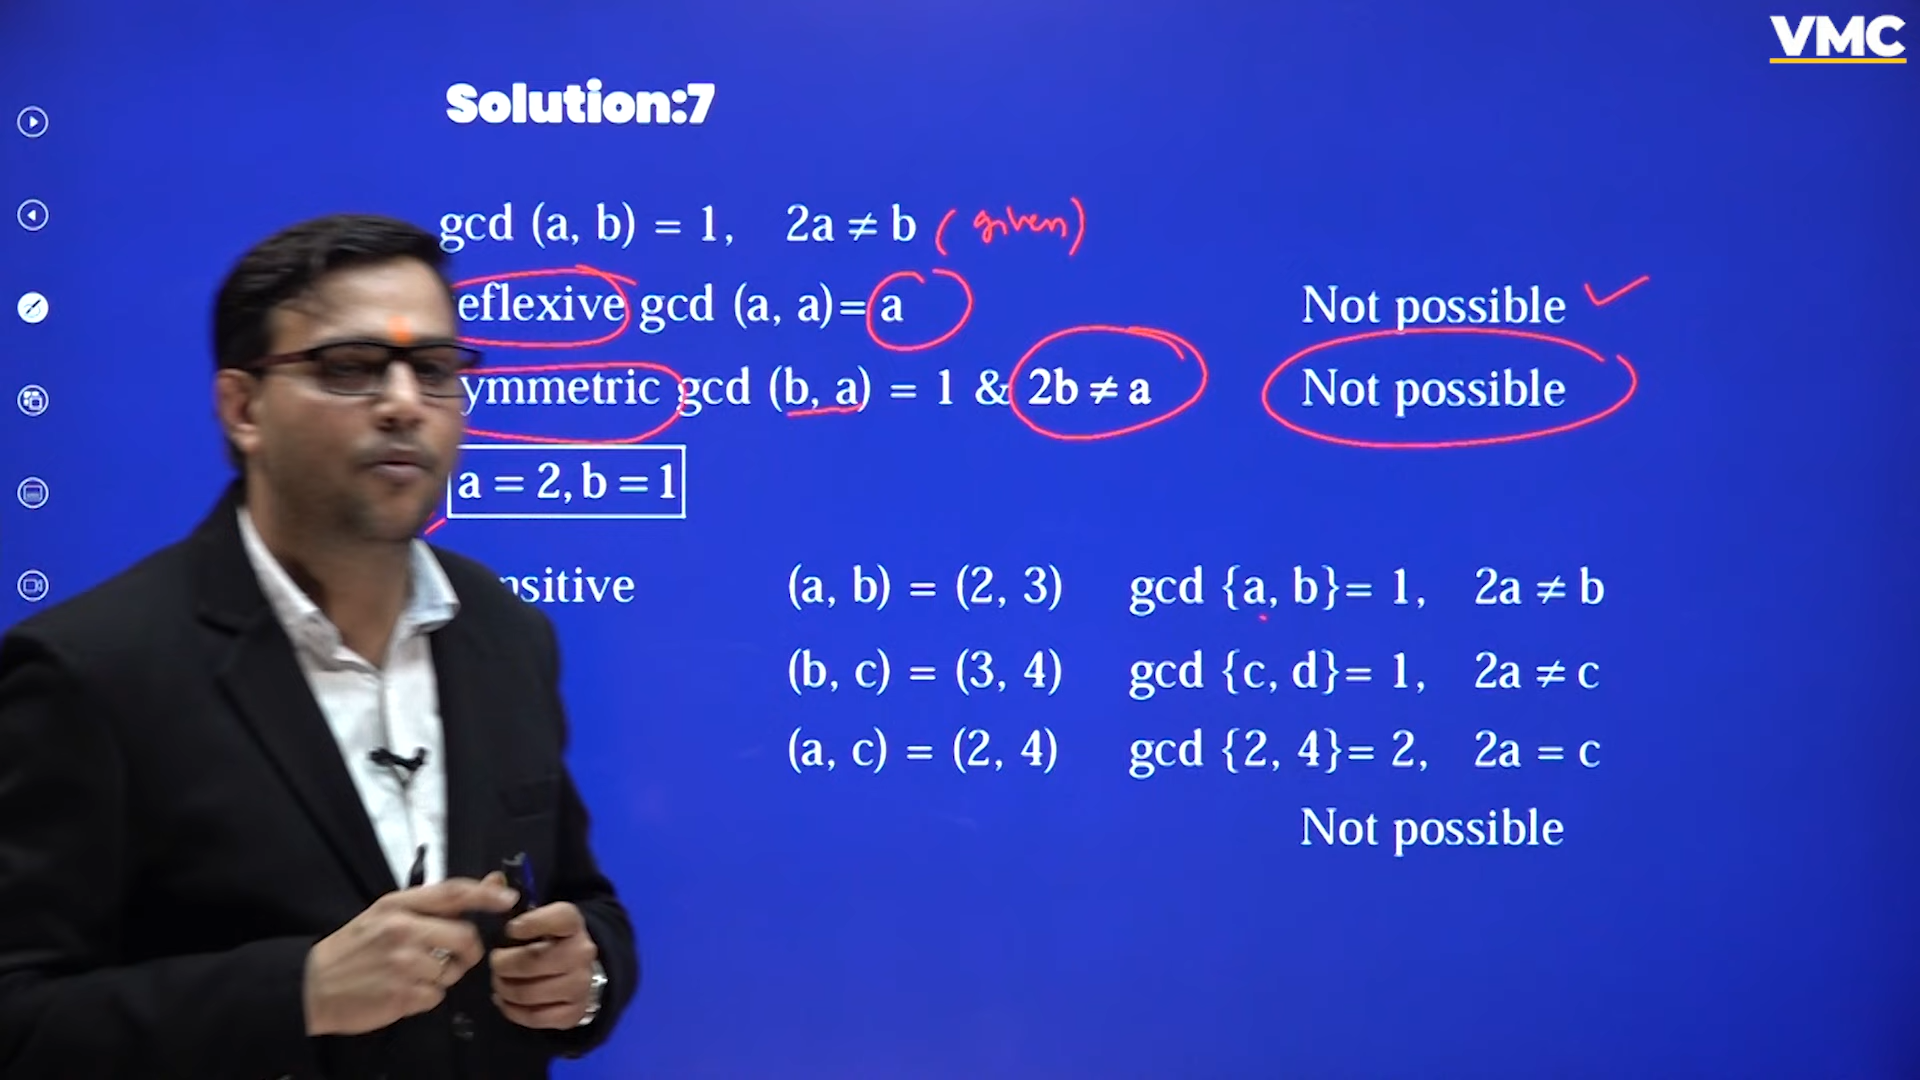 VMC
Solution:7
gcd (a, b) = 1, 2a ≠ b (given)
eflexive gcd (a, a)= a Not possible
ymmetric gcd (b, a) = 1 & 2b ≠ a Not possible
a = 2, b = 1
nsitive (a, b) = (2, 3) gcd {a, b}= 1, 2a ≠ b
(b, c) = (3, 4) gcd {c, d}= 1, 2a ≠ c
(a, c) = (2, 4) gcd {2, 4}= 2, 2a = c
Not possible